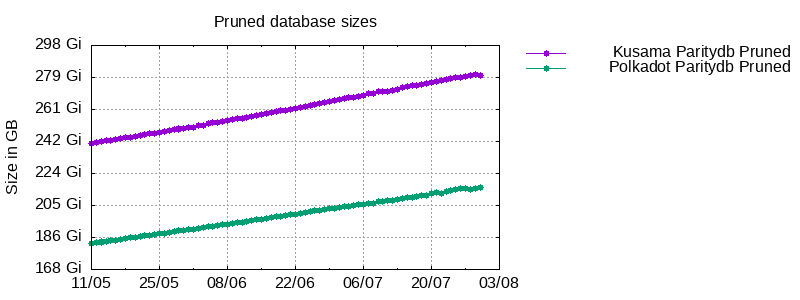 Pruned database sizes
298 Gi
279 Gi
261 Gi
242 Gi
224 Gi
205 Gi
186 Gi
168 Gi
Size in GB
11/05 25/05 08/06 22/06 06/07 20/07 03/08
Kusama Paritydb Pruned
Polkadot Paritydb Pruned